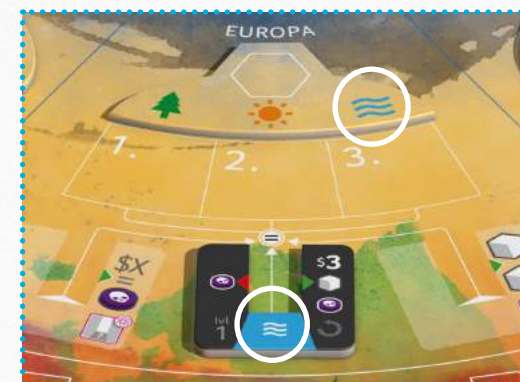 EUROPA
1.
2.
3.
$X
=
=
$3
lvl
1